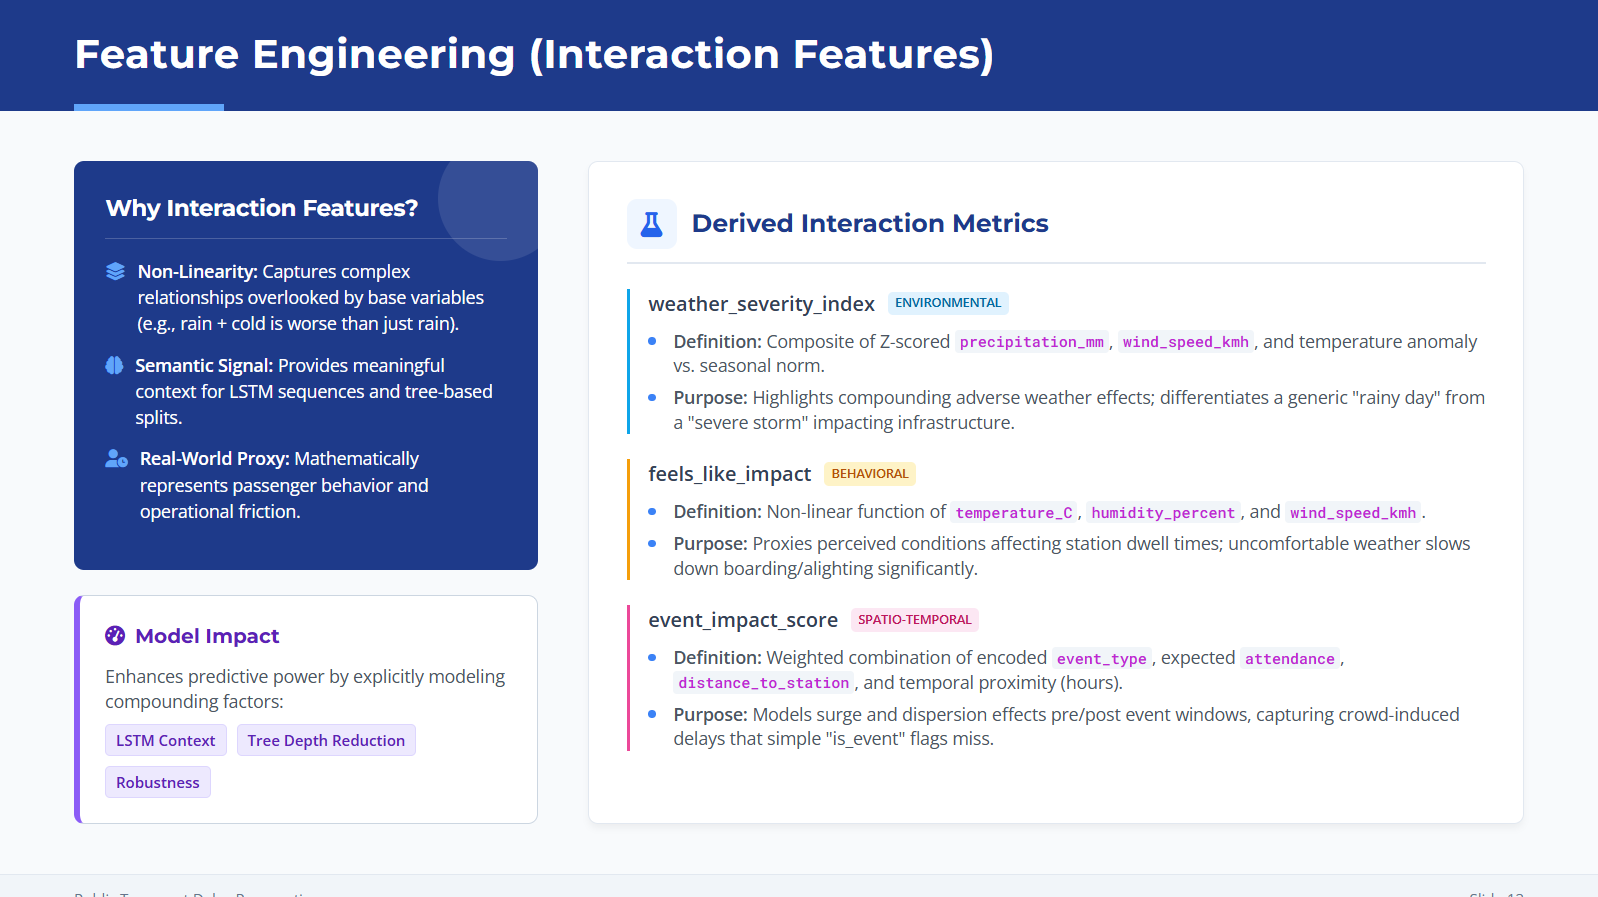 Feature Engineering (Interaction Features)
Why Interaction Features?
Non-Linearity: Captures complex
relationships overlooked by base variables
(e.g., rain + cold is worse than just rain).
Semantic Signal: Provides meaningful
context for LSTM sequences and tree-based
splits.
Real-World Proxy: Mathematically
represents passenger behavior and
operational friction.
Model Impact
Enhances predictive power by explicitly modeling
compounding factors:
LSTM Context Tree Depth Reduction
Robustness
Derived Interaction Metrics
weather_severity_index ENVIRONMENTAL
Definition: Composite of Z-scored precipitation_mm, wind_speed_kmh, and temperature anomaly
vs. seasonal norm.
Purpose: Highlights compounding adverse weather effects; differentiates a generic "rainy day" from
a "severe storm" impacting infrastructure.
feels_like_impact BEHAVIORAL
Definition: Non-linear function of temperature_C, humidity_percent, and wind_speed_kmh.
Purpose: Proxies perceived conditions affecting station dwell times; uncomfortable weather slows
down boarding/alighting significantly.
event_impact_score SPATIO-TEMPORAL
Definition: Weighted combination of encoded event_type, expected attendance,
distance_to_station, and temporal proximity (hours).
Purpose: Models surge and dispersion effects pre/post event windows, capturing crowd-induced
delays that simple "is_event" flags miss.